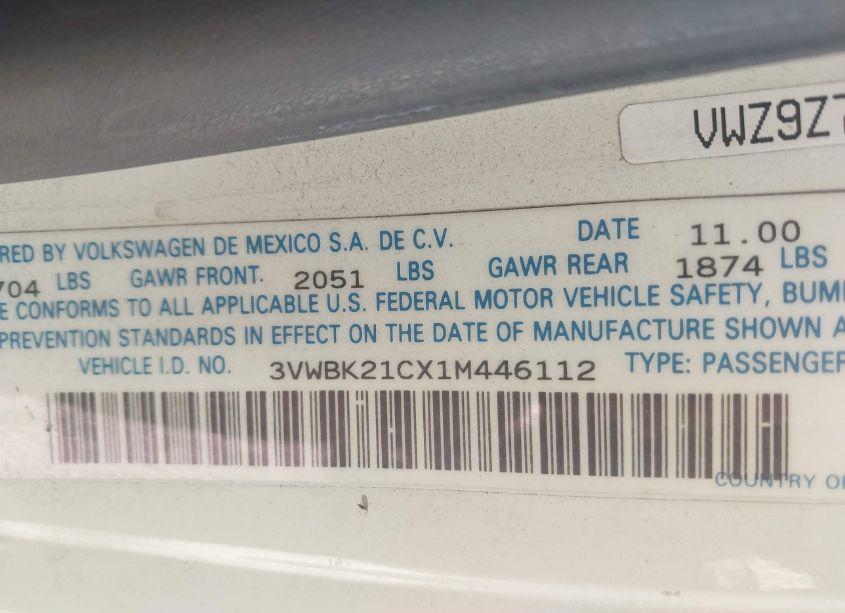 VWZ9Z7
RED BY VOLKSWAGEN DE MEXICO S.A. DE C.V. DATE 11.00
704 LBS GAWR FRONT. 2051 LBS GAWR REAR 1874 LBS
E CONFORMS TO ALL APPLICABLE U.S. FEDERAL MOTOR VEHICLE SAFETY, BUM
PREVENTION STANDARDS IN EFFECT ON THE DATE OF MANUFACTURE SHOWN A
VEHICLE I.D. NO. 3VWBK21CX1M446112 TYPE: PASSENGER
COUNTRY OF